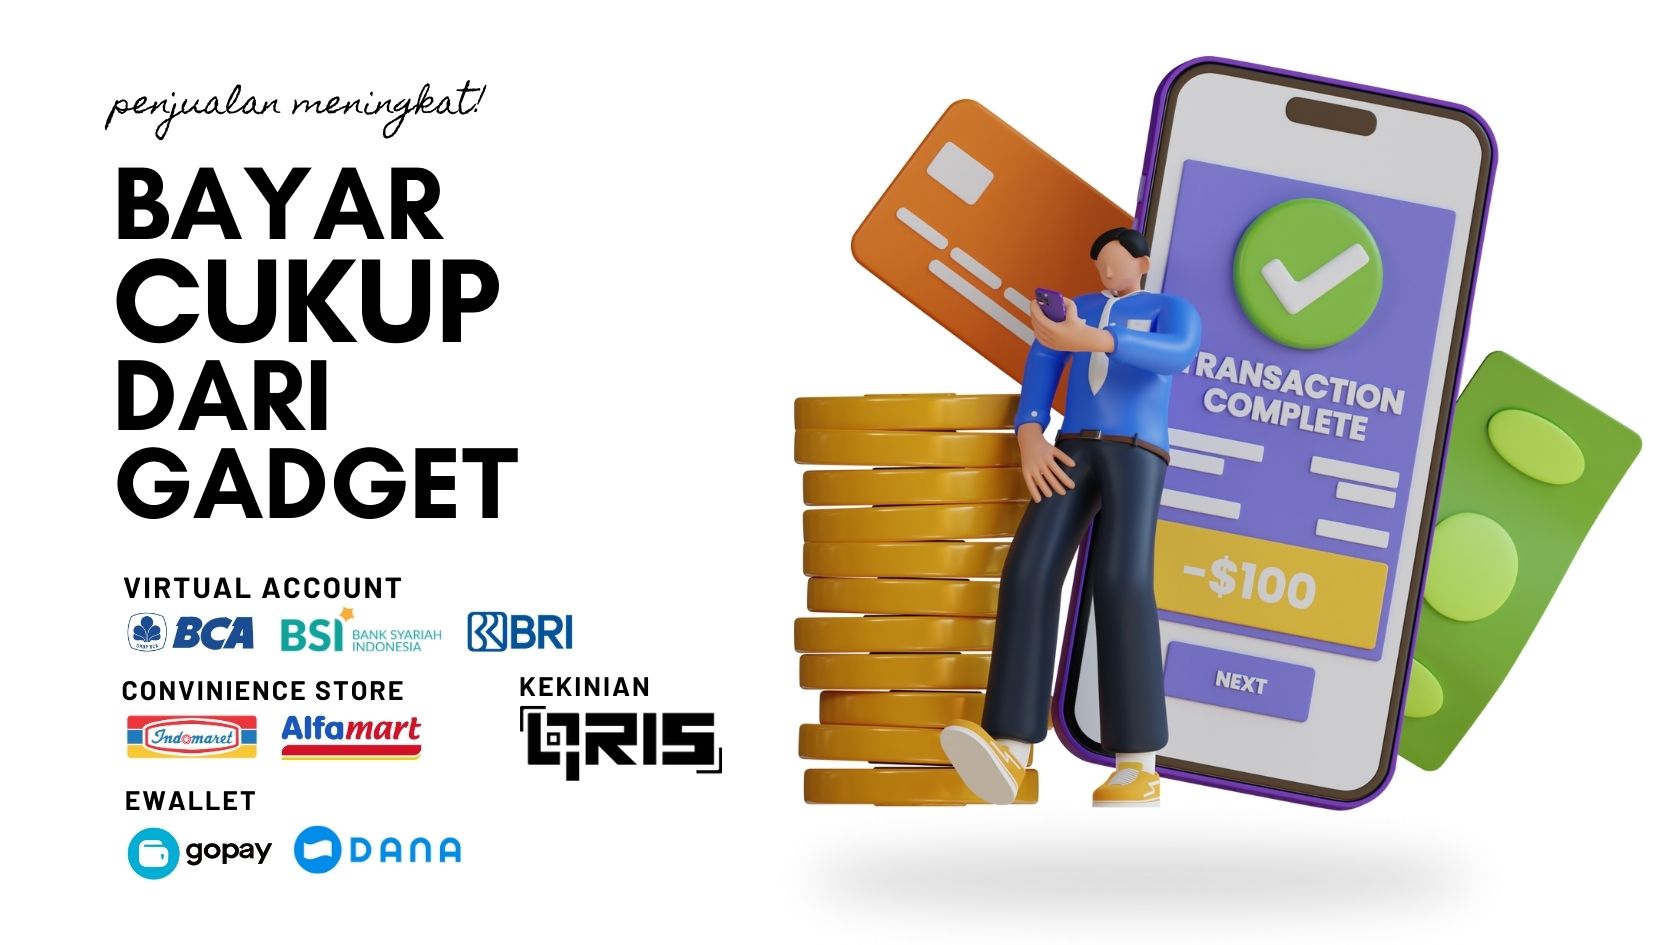 penjualan meningkat!
BAYAR
CUKUP
DARI
GADGET
VIRTUAL ACCOUNT
BCA
BSI BANK SYARIAH
INDONESIA
BRI
CONVINIENCE STORE
Indomaret
Alfamart
KEKINIAN
QRIS
EWALLET
gopay
DANA
TRANSACTION
COMPLETE
-$100
NEXT